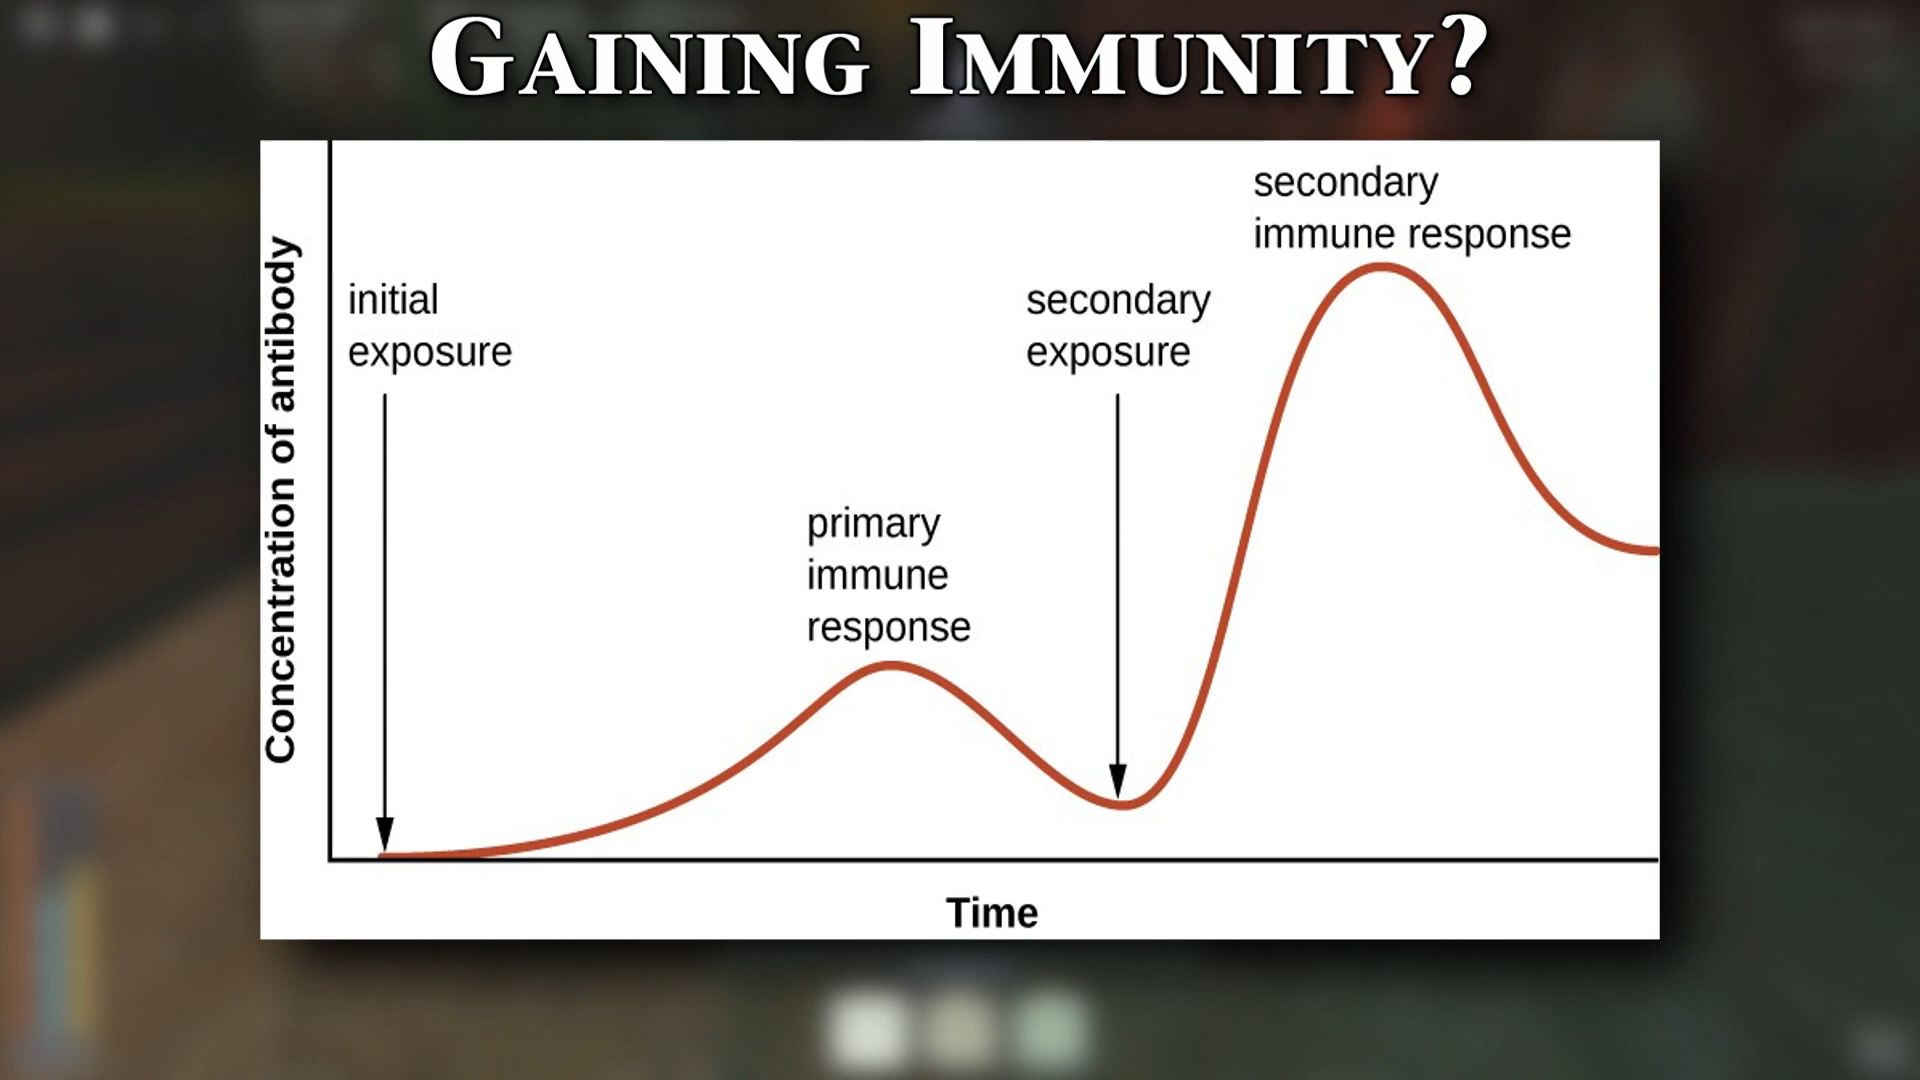 GAINING IMMUNITY?
secondary
immune response
initial
exposure
secondary
exposure
primary
immune
response
Concentration of antibody
Time